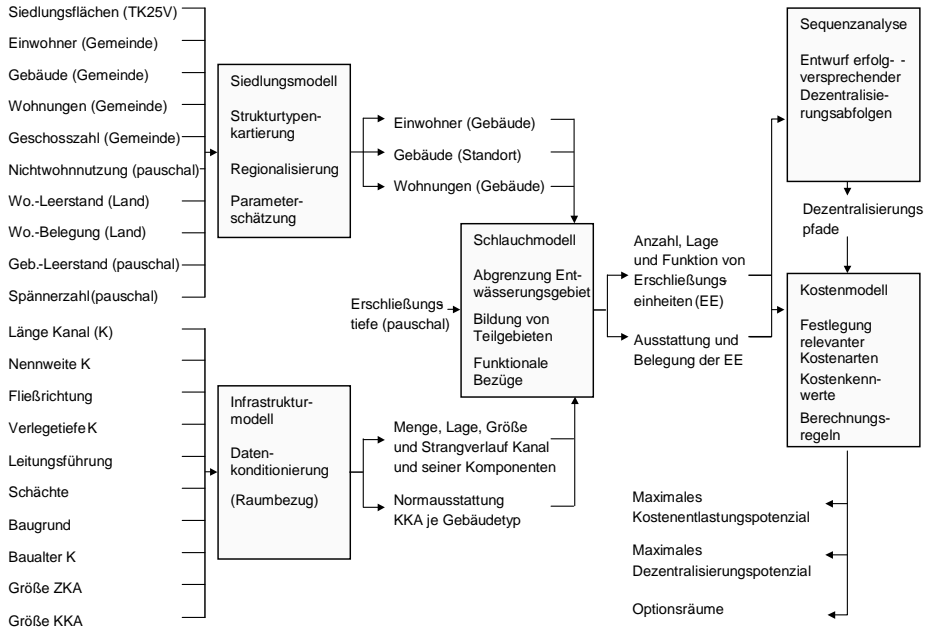 Siedlungsflächen (TK25V)
Einwohner (Gemeinde)
Gebäude (Gemeinde)
Wohnungen (Gemeinde)
Geschosszahl (Gemeinde)
Nichtwohnnutzung (pauschal)
Wo.-Leerstand (Land)
Wo.-Belegung (Land)
Geb.-Leerstand (pauschal)
Spännerzahl(pauschal)
Länge Kanal (K)
Nennweite K
Fließrichtung
Verlegetiefe K
Leitungsführung
Schächte
Baugrund
Baualter K
Größe ZKA
Größe KKA
Siedlungsmodell
Strukturtypen-
kartierung
Regionalisierung
Parameter-
schätzung
Infrastruktur-
modell
Daten-
konditionierung
(Raumbezug)
Einwohner (Gebäude)
Gebäude (Standort)
Wohnungen (Gebäude)
Erschließungs-
tiefe (pauschal)
Menge, Lage, Größe
und Strangverlauf Kanal
und seiner Komponenten
Normausstattung
KKA je Gebäudetyp
Schlauchmodell
Abgrenzung Ent-
wässerungsgebiet
Bildung von
Teilgebieten
Funktionale
Bezüge
Anzahl, Lage
und Funktion von
Erschließungs-
einheiten (EE)
Ausstattung und
Belegung der EE
Sequenzanalyse
Entwurf erfolg- -
versprechender
Dezentralisie-
rungsabfolgen
Dezentralisierungs
pfade
Kostenmodell
Festlegung
relevanter
Kostenarten
Kostenkenn-
werte
Berechnungs-
regeln
Maximales
Kostenentlastungspotenzial
Maximales
Dezentralisierungspotenzial
Optionsräume